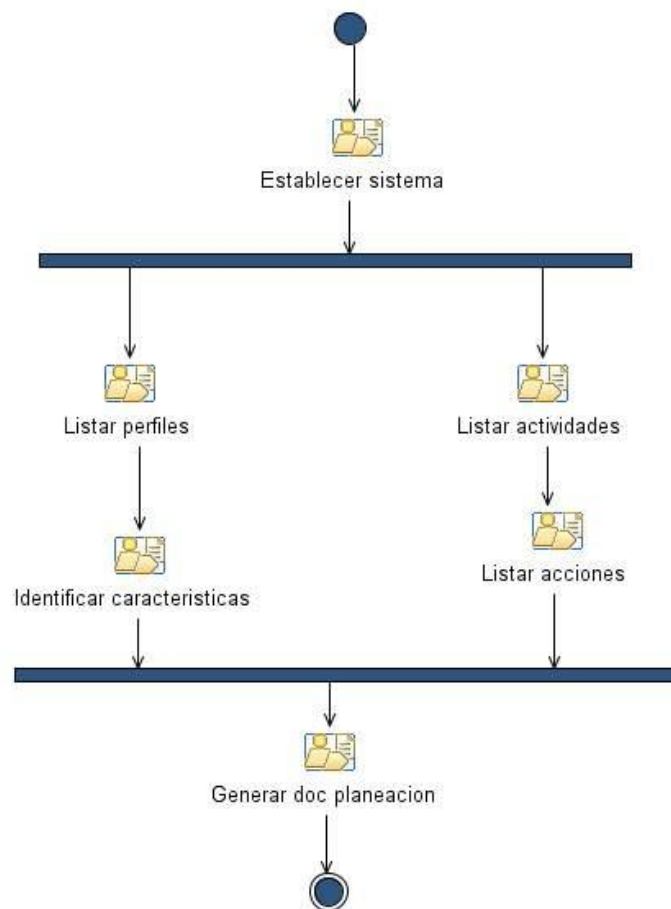 Establecer sistema
Listar perfiles
Listar actividades
Identificar caracteristicas
Listar acciones
Generar doc planeacion